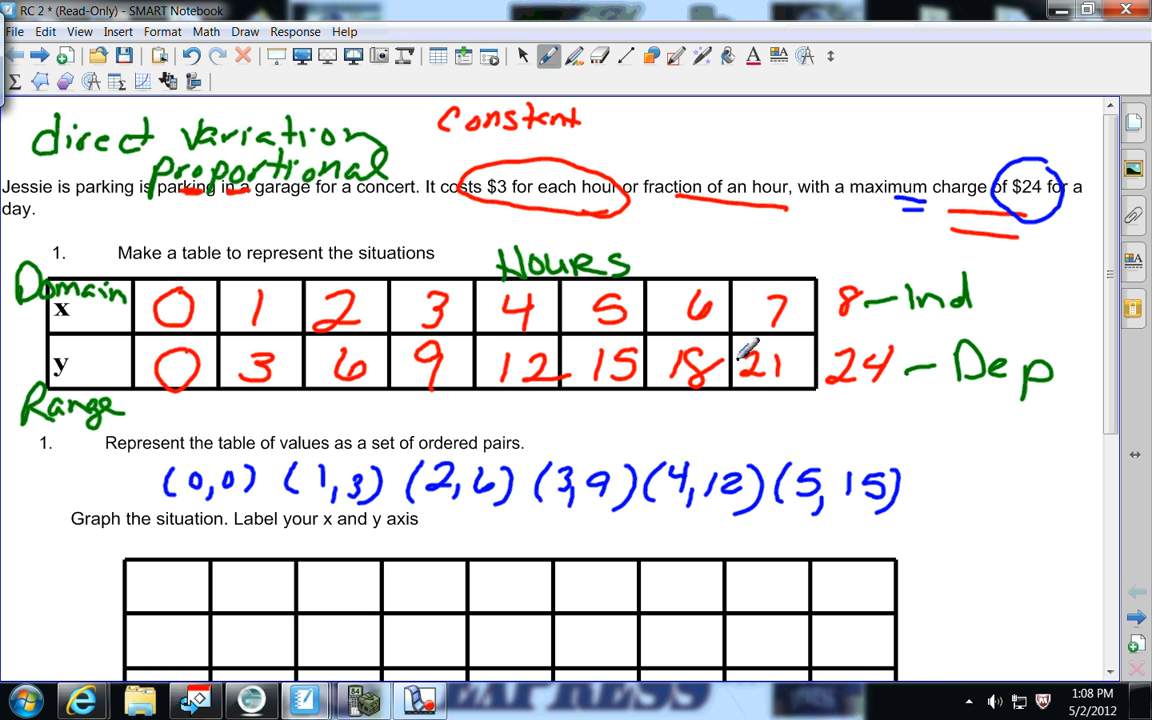 RC 2 * (Read-Only) - SMART Notebook
File Edit View Insert Format Math Draw Response Help
direct variation
constant
proportional
Jessie is parking is parking in a garage for a concert. It costs $3 for each hour or fraction of an hour, with a maximum charge of $24 for a
day.
1. Make a table to represent the situations
Hours
Domain
x 0 1 2 3 4 5 6 7 8 - Ind
y 0 3 6 9 12 15 18 21 24 - Dep
Range
1. Represent the table of values as a set of ordered pairs.
(0,0) (1,3) (2,6) (3,9) (4,12) (5,15)
Graph the situation. Label your x and y axis
EXPRESS
1:08 PM
5/2/2012